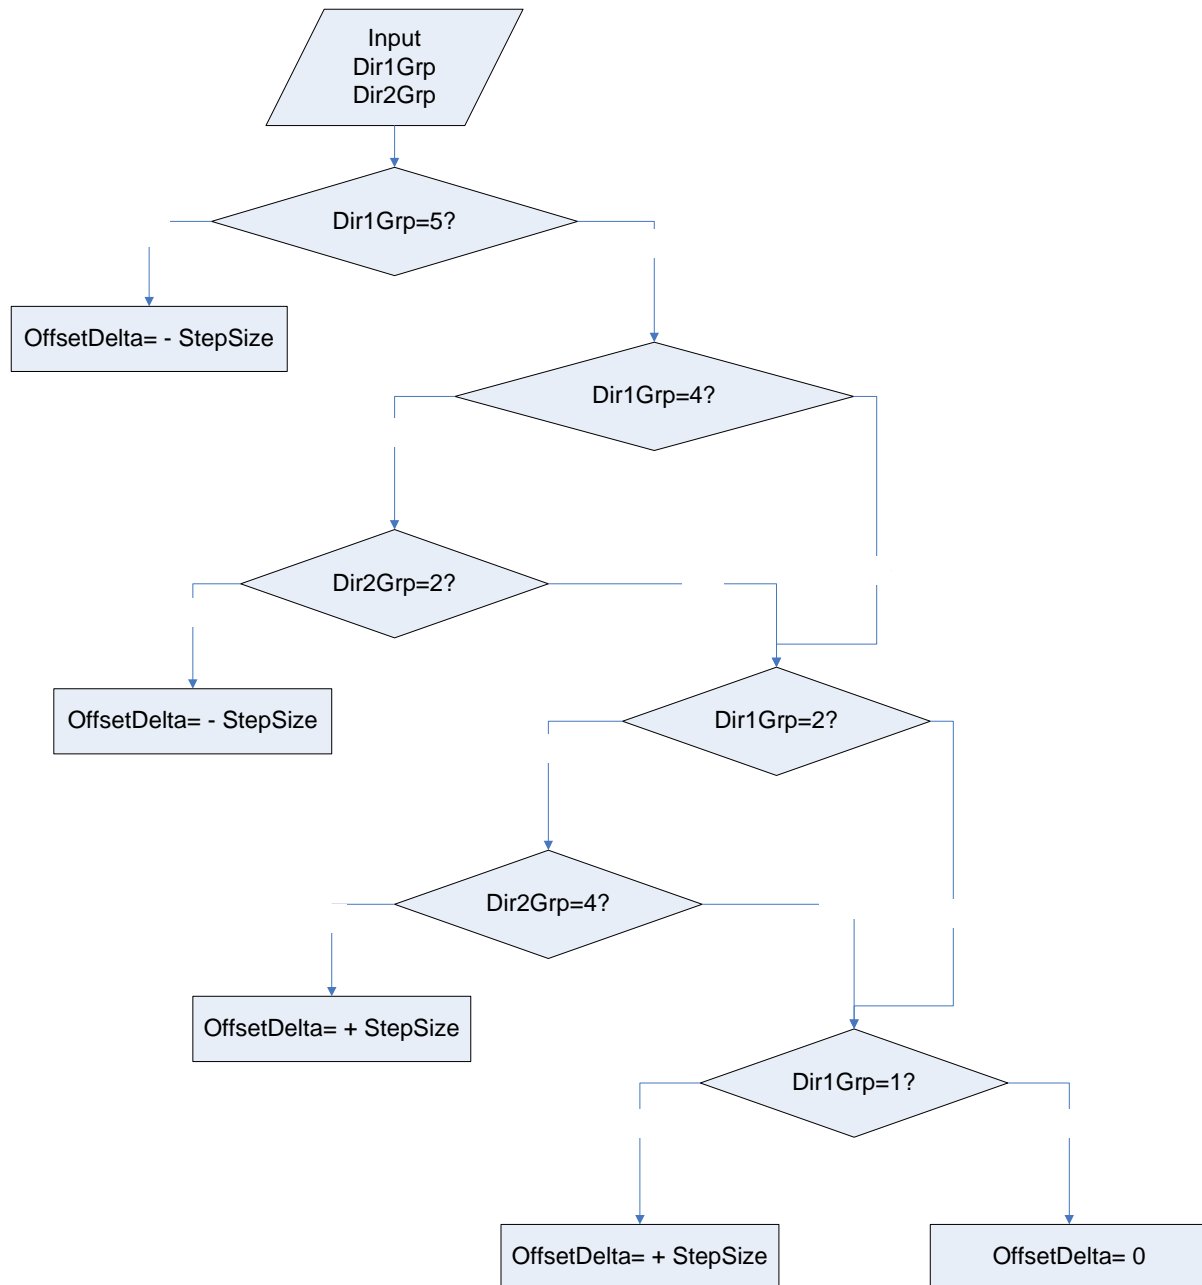 Input
Dir1Grp
Dir2Grp
Dir1Grp=5?
OffsetDelta= - StepSize
Dir1Grp=4?
Dir2Grp=2?
OffsetDelta= - StepSize
Dir1Grp=2?
Dir2Grp=4?
OffsetDelta= + StepSize
Dir1Grp=1?
OffsetDelta= + StepSize
OffsetDelta= 0